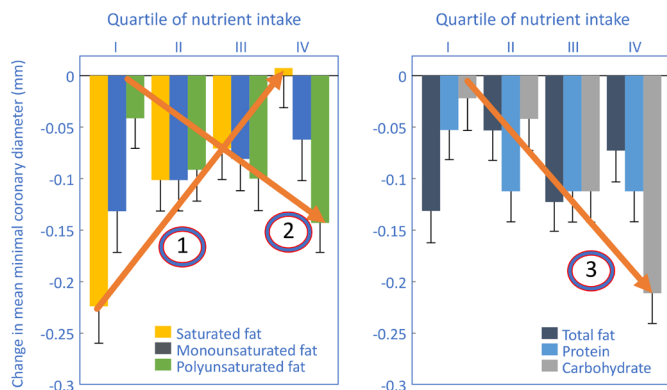 Quartile of nutrient intake
I II III IV
Change in mean minimal coronary diameter (mm)
0
-0.05
-0.1
-0.15
-0.2
-0.25
-0.3
1
2
Saturated fat
Monounsaturated fat
Polyunsaturated fat
Quartile of nutrient intake
I II III IV
0
-0.05
-0.1
-0.15
-0.2
-0.25
-0.3
3
Total fat
Protein
Carbohydrate